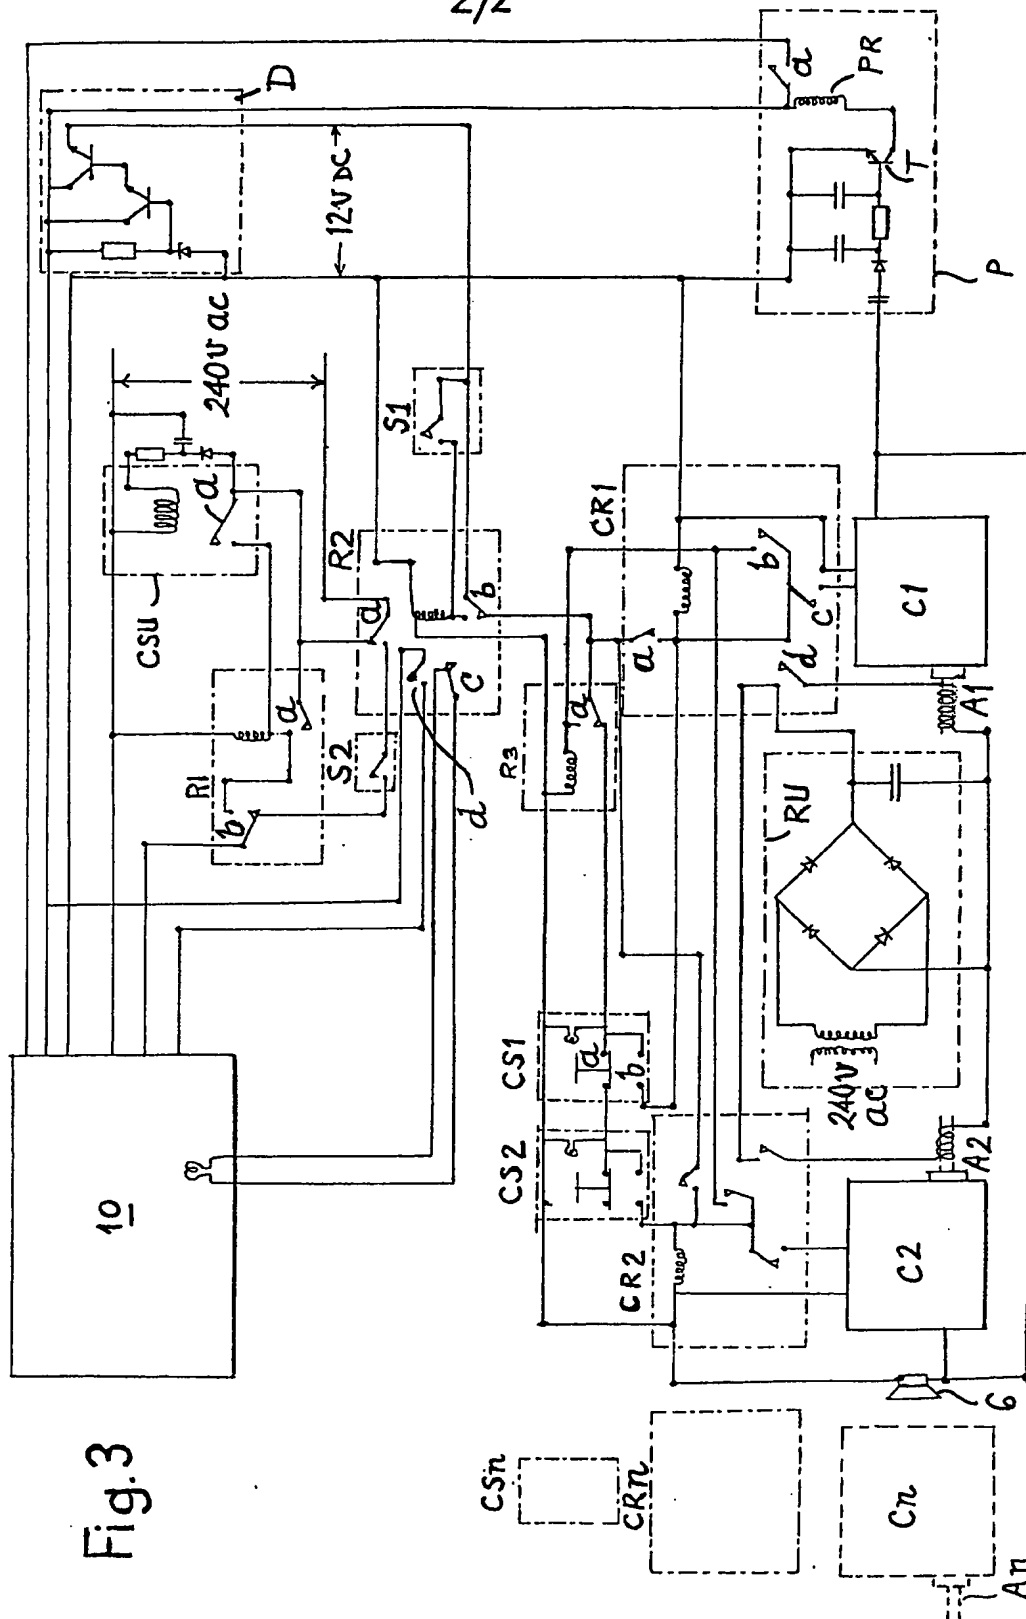 2/2
D
12V DC
240V ac
a
PR
T
P
CSU
a
R1
a
b
R2
a
b
c
d
S1
S2
R3
a
CR1
a
b
c
d
C1
A1
RU
240V
ac
A2
10
CS1
a
b
CS2
CR2
C2
6
CSn
CRn
Cn
An
Fig.3